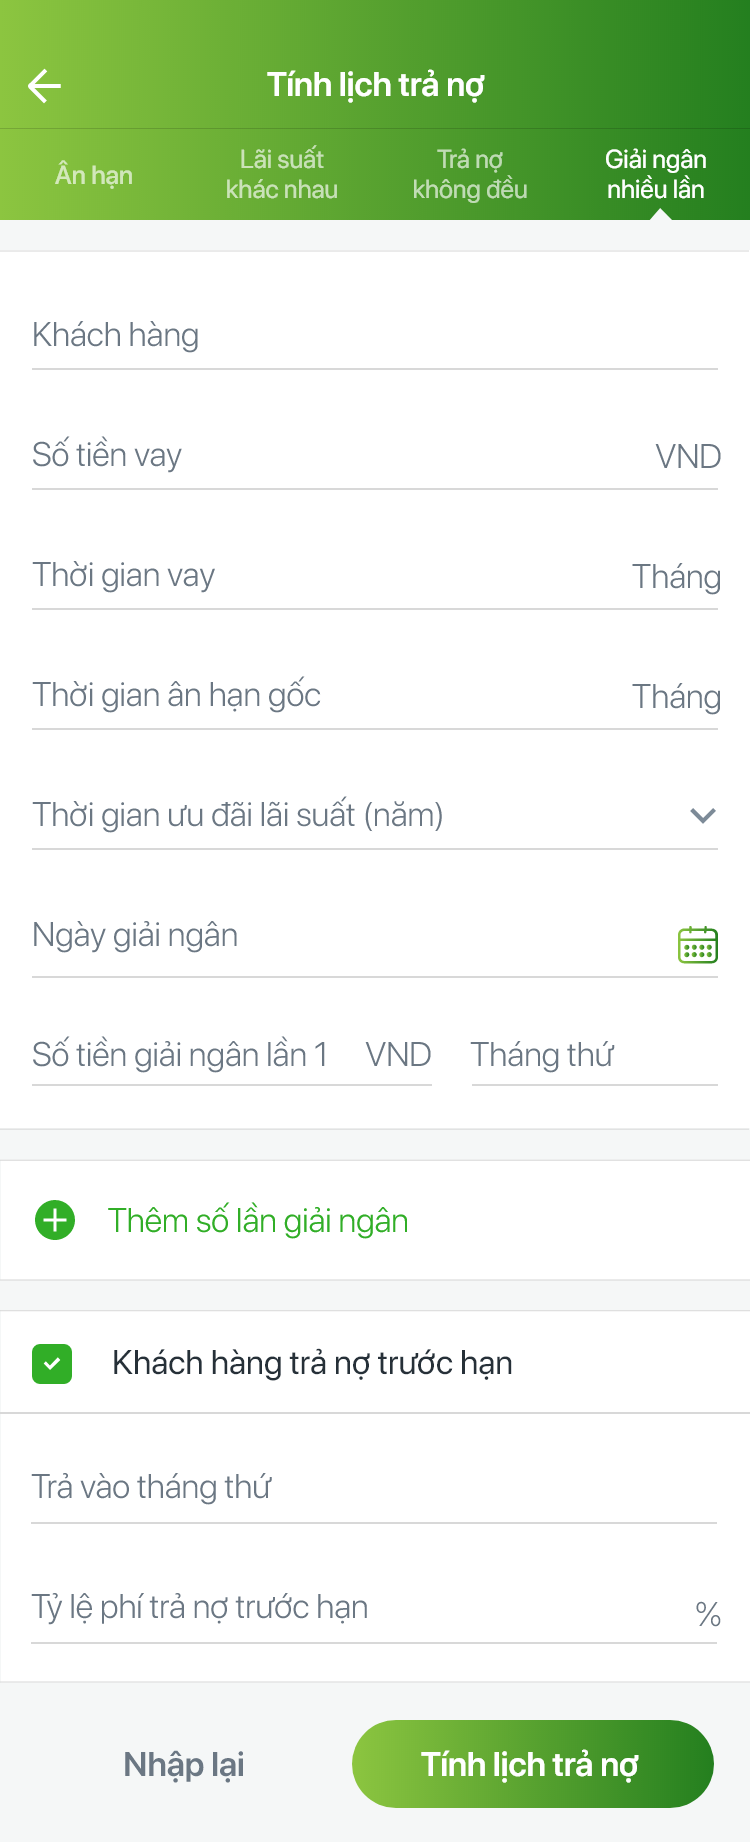 Tính lịch trả nợ
Ân hạn
Lãi suất
khác nhau
Trả nợ
không đều
Giải ngân
nhiều lần
Khách hàng
Số tiền vay VND
Thời gian vay Tháng
Thời gian ân hạn gốc Tháng
Thời gian ưu đãi lãi suất (năm)
Ngày giải ngân
Số tiền giải ngân lần 1 VND Tháng thứ
Thêm số lần giải ngân
Khách hàng trả nợ trước hạn
Trả vào tháng thứ
Tỷ lệ phí trả nợ trước hạn %
Nhập lại Tính lịch trả nợ